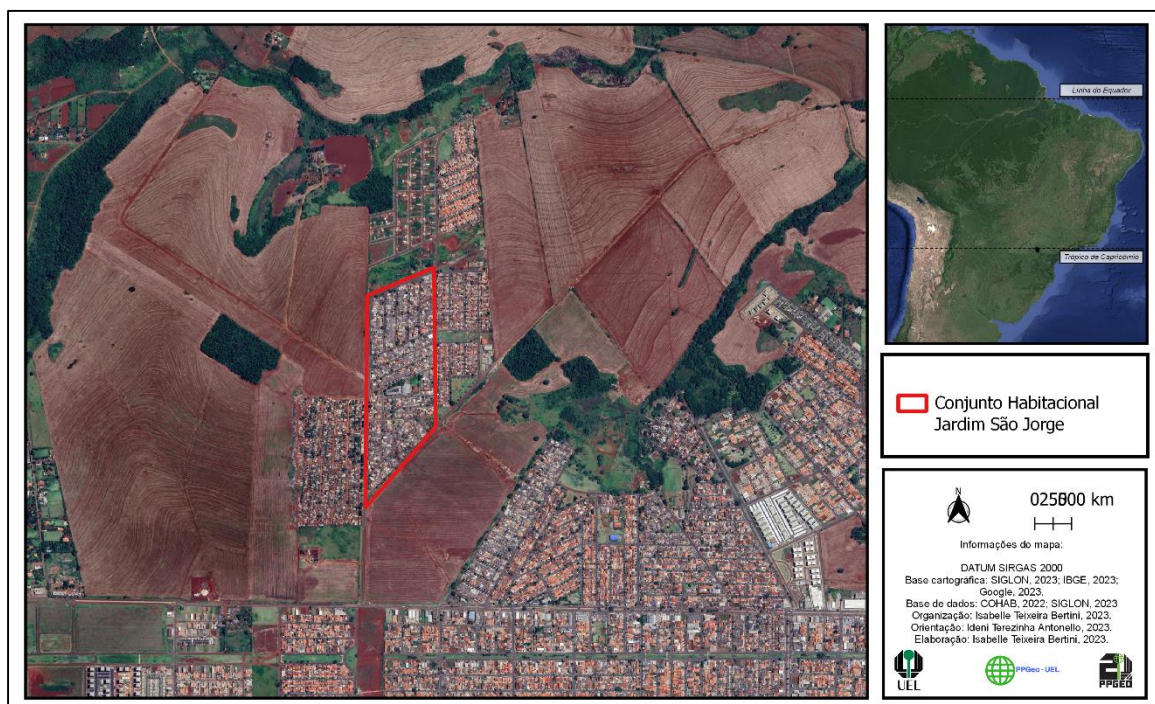 Linha do Equador
Trópico de Capricórnio
Conjunto Habitacional
Jardim São Jorge
N
0250500 km
Informações do mapa:
DATUM SIRGAS 2000
Base cartográfica: SIGLON, 2023; IBGE, 2023;
Google, 2023.
Base de dados: COHAB, 2022; SIGLON, 2023
Organização: Isabelle Teixeira Bertini, 2023.
Orientação: Ideni Terezinha Antonello, 2023.
Elaboração: Isabelle Teixeira Bertini, 2023.
UEL
PPGeo - UEL
PPGEO